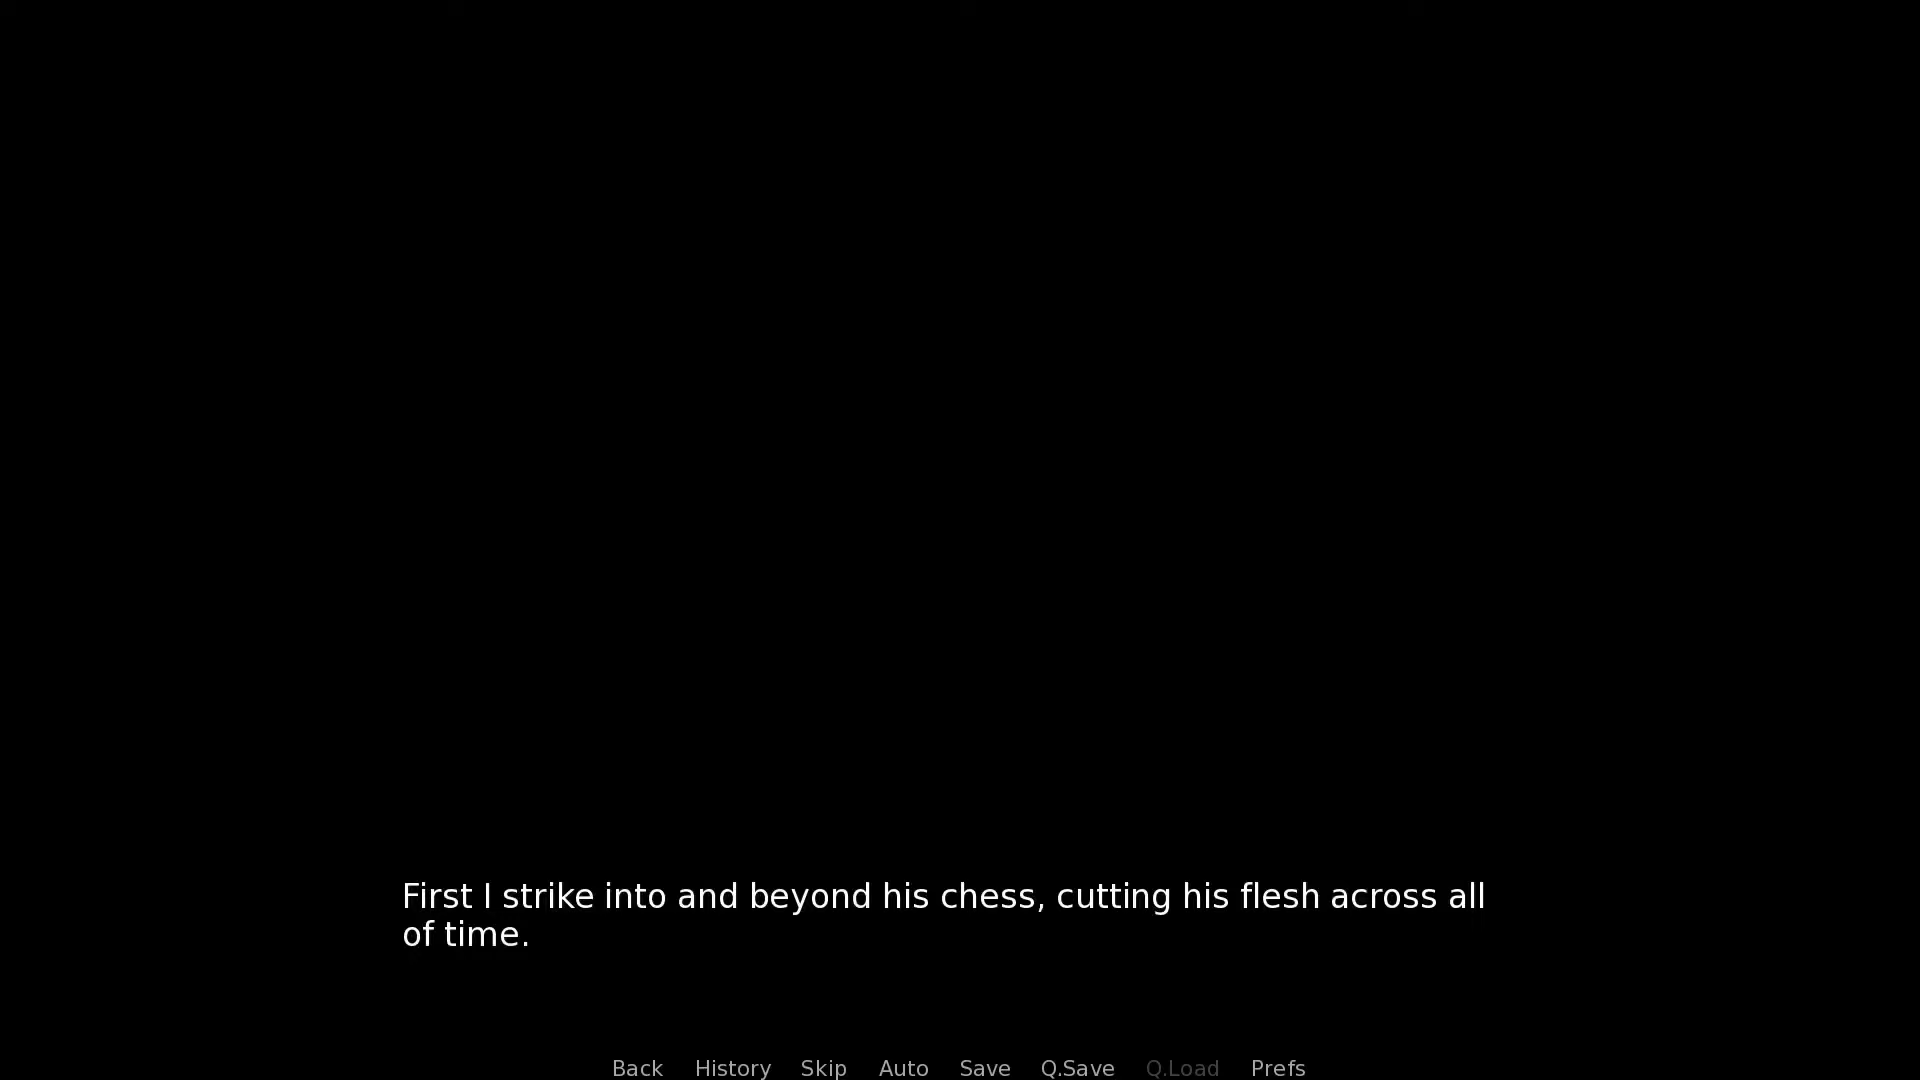 First I strike into and beyond his chess, cutting his flesh across all
of time.
Back History Skip Auto Save Q.Save Q.Load Prefs